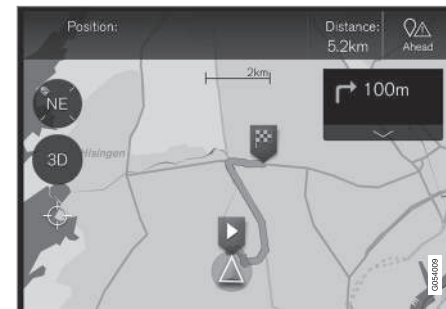 Position:
Distance:
5.2km
Ahead
2km
100m
NE
3D
Hisingen
G054009